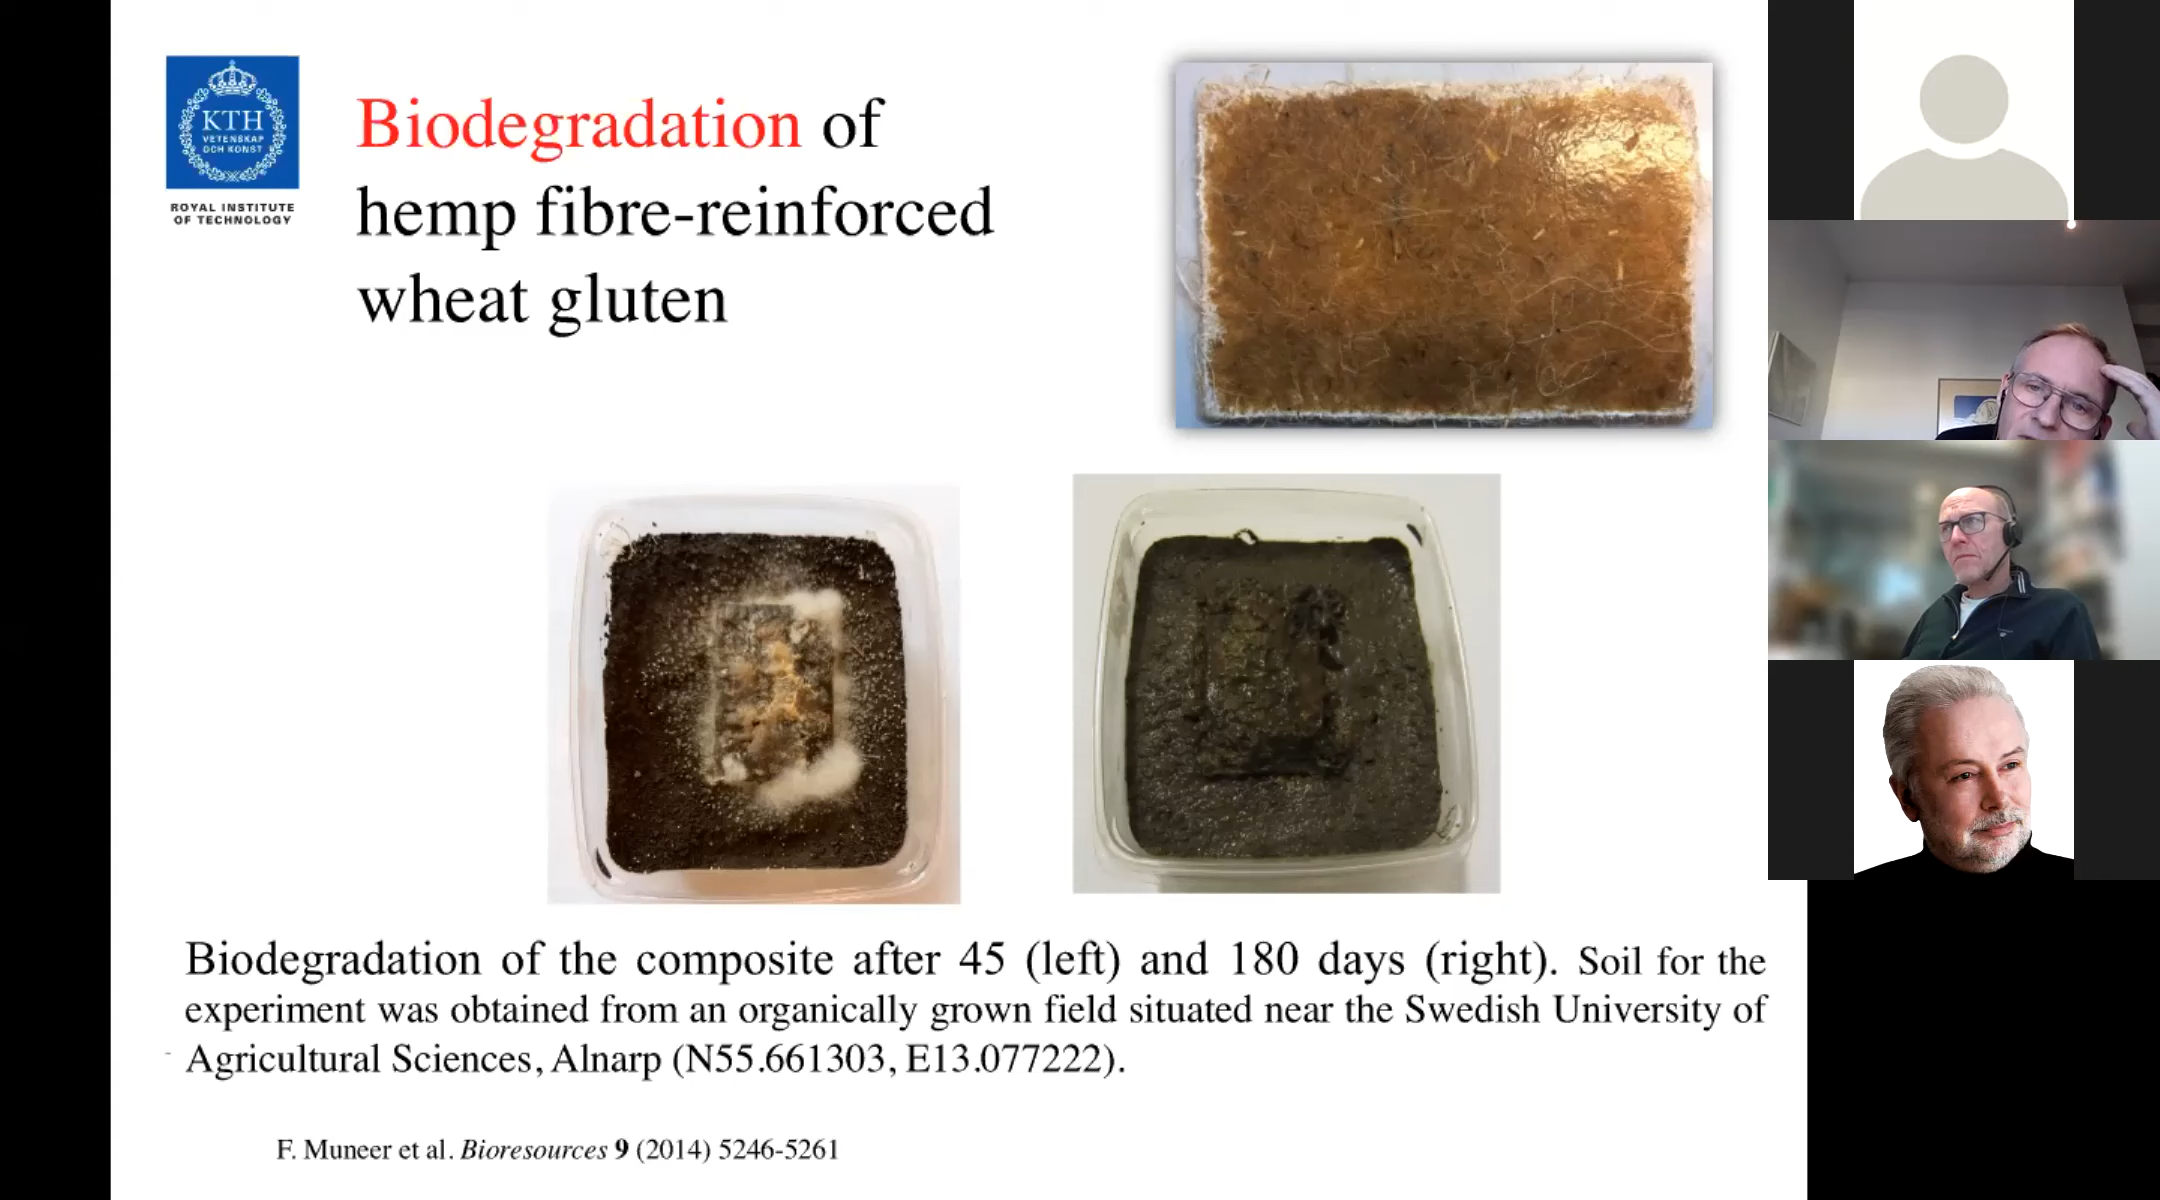 KTH
VETENSKAP
OCH KONST
ROYAL INSTITUTE
OF TECHNOLOGY
Biodegradation of
hemp fibre-reinforced
wheat gluten
Biodegradation of the composite after 45 (left) and 180 days (right). Soil for the
experiment was obtained from an organically grown field situated near the Swedish University of
Agricultural Sciences, Alnarp (N55.661303, E13.077222).
F. Muneer et al. Bioresources 9 (2014) 5246-5261